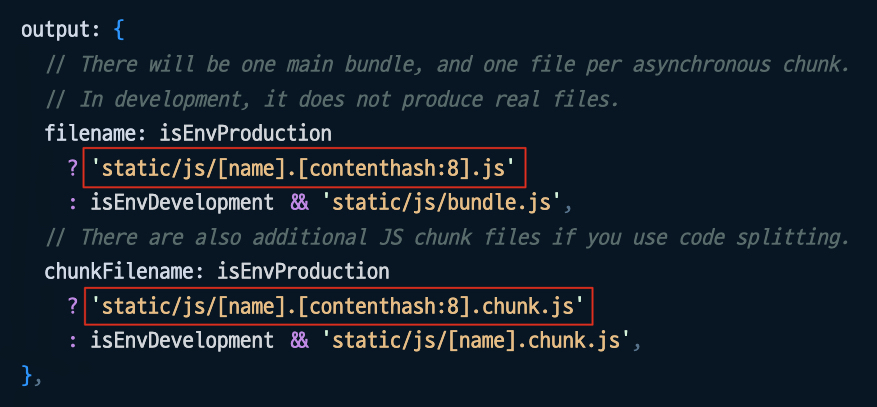 output: {
// There will be one main bundle, and one file per asynchronous chunk.
// In development, it does not produce real files.
filename: isEnvProduction
? 'static/js/[name].[contenthash:8].js'
: isEnvDevelopment && 'static/js/bundle.js',
// There are also additional JS chunk files if you use code splitting.
chunkFilename: isEnvProduction
? 'static/js/[name].[contenthash:8].chunk.js'
: isEnvDevelopment && 'static/js/[name].chunk.js',
},